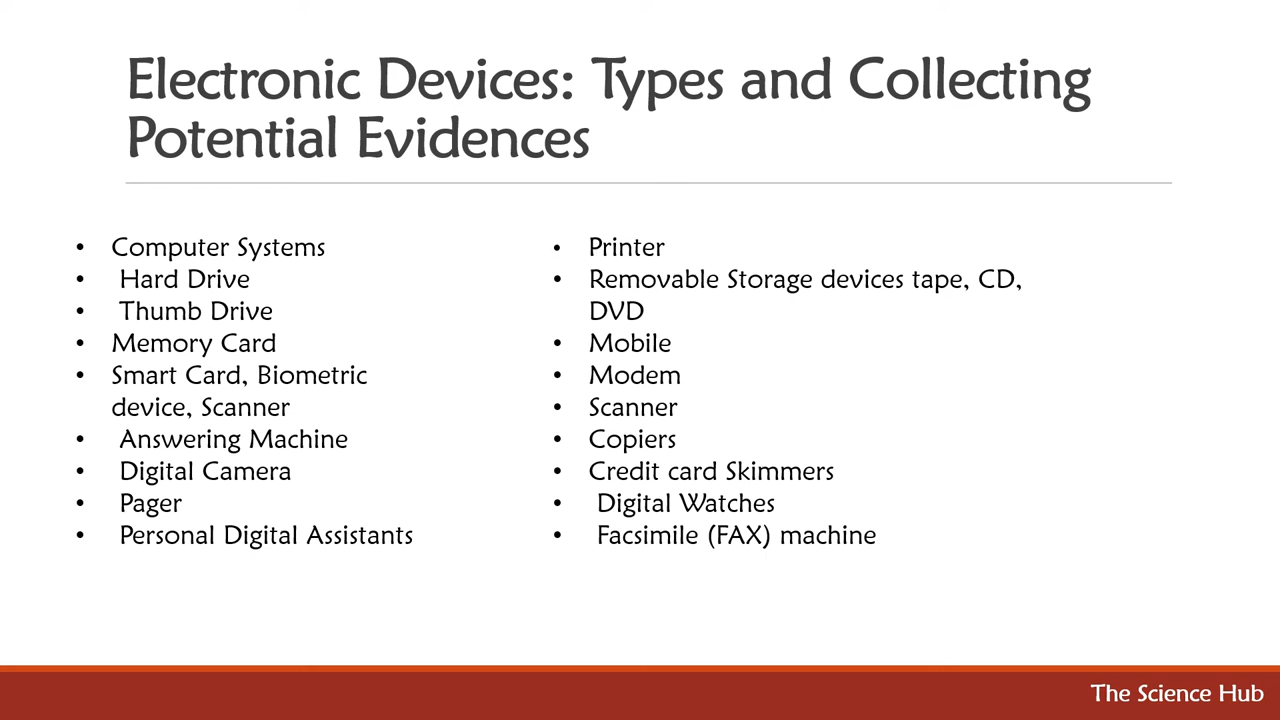 Electronic Devices: Types and Collecting
Potential Evidences
• Computer Systems
• Hard Drive
• Thumb Drive
• Memory Card
• Smart Card, Biometric
device, Scanner
• Answering Machine
• Digital Camera
• Pager
• Personal Digital Assistants
• Printer
• Removable Storage devices tape, CD,
DVD
• Mobile
• Modem
• Scanner
• Copiers
• Credit card Skimmers
• Digital Watches
• Facsimile (FAX) machine
The Science Hub